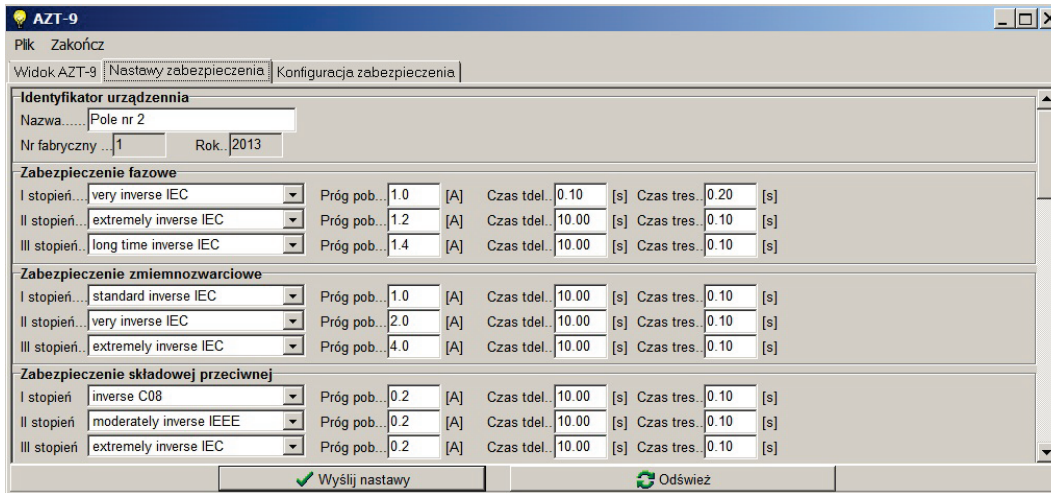 AZT-9
Plik Zakończ
Widok AZT-9 Nastawy zabezpieczenia Konfiguracja zabezpieczenia
Identyfikator urządzennia
Nazwa...... Pole nr 2
Nr fabryczny ... 1 Rok.. 2013
Zabezpieczenie fazowe
I stopień.... very inverse IEC Próg pob... 1.0 [A] Czas tdel.. 0.10 [s] Czas tres.. 0.20 [s]
II stopień... extremely inverse IEC Próg pob... 1.2 [A] Czas tdel.. 10.00 [s] Czas tres.. 0.10 [s]
III stopień.. long time inverse IEC Próg pob... 1.4 [A] Czas tdel.. 10.00 [s] Czas tres.. 0.10 [s]
Zabezpieczenie zmiemnozwarciowe
I stopień.... standard inverse IEC Próg pob... 1.0 [A] Czas tdel.. 10.00 [s] Czas tres.. 0.10 [s]
II stopień... very inverse IEC Próg pob... 2.0 [A] Czas tdel.. 10.00 [s] Czas tres.. 0.10 [s]
III stopień.. extremely inverse IEC Próg pob... 4.0 [A] Czas tdel.. 10.00 [s] Czas tres.. 0.10 [s]
Zabezpieczenie składowej przeciwnej
I stopień inverse C08 Próg pob... 0.2 [A] Czas tdel.. 10.00 [s] Czas tres.. 0.10 [s]
II stopień moderately inverse IEEE Próg pob... 0.2 [A] Czas tdel.. 10.00 [s] Czas tres.. 0.10 [s]
III stopień extremely inverse IEC Próg pob... 0.2 [A] Czas tdel.. 10.00 [s] Czas tres.. 0.10 [s]
Wyślij nastawy Odśwież